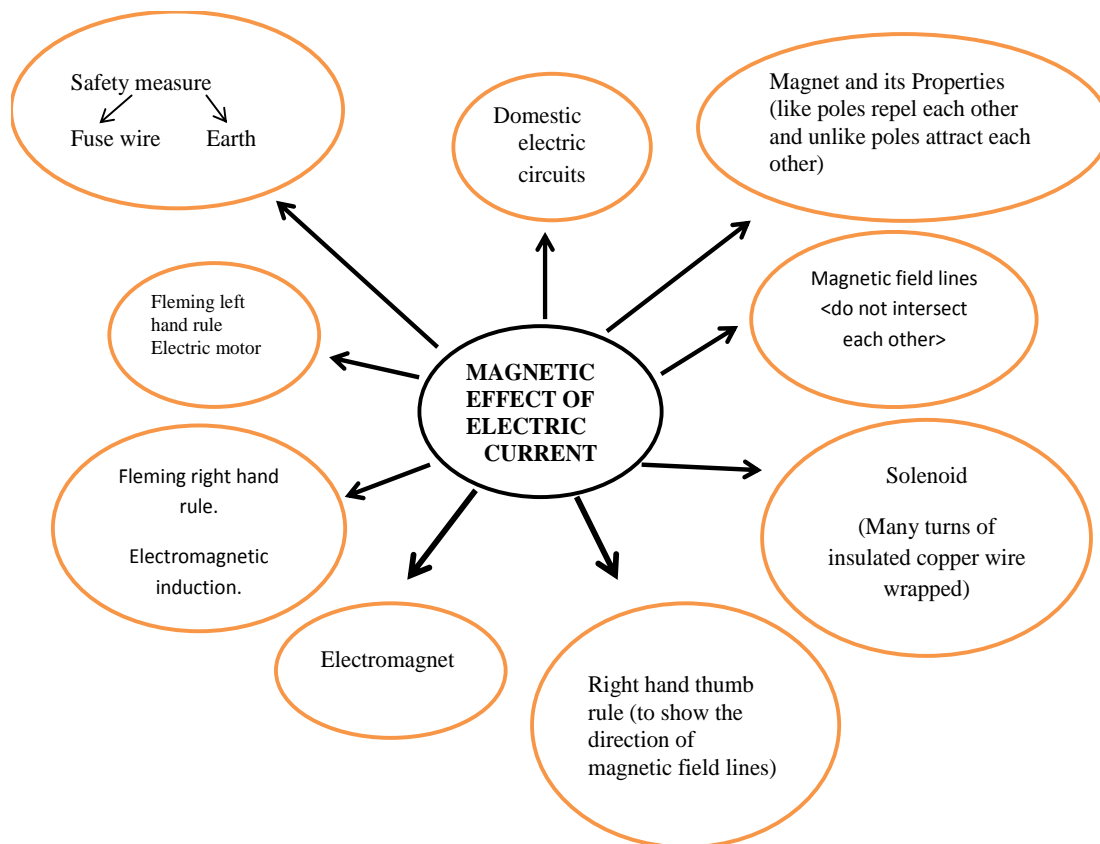 Safety measure
Fuse wire Earth
Domestic
electric
circuits
Magnet and its Properties
(like poles repel each other
and unlike poles attract each
other)
Fleming left
hand rule
Electric motor
Magnetic field lines
<do not intersect
each other>
MAGNETIC
EFFECT OF
ELECTRIC
CURRENT
Fleming right hand
rule.
Electromagnetic
induction.
Solenoid
(Many turns of
insulated copper wire
wrapped)
Electromagnet
Right hand thumb
rule (to show the
direction of
magnetic field lines)